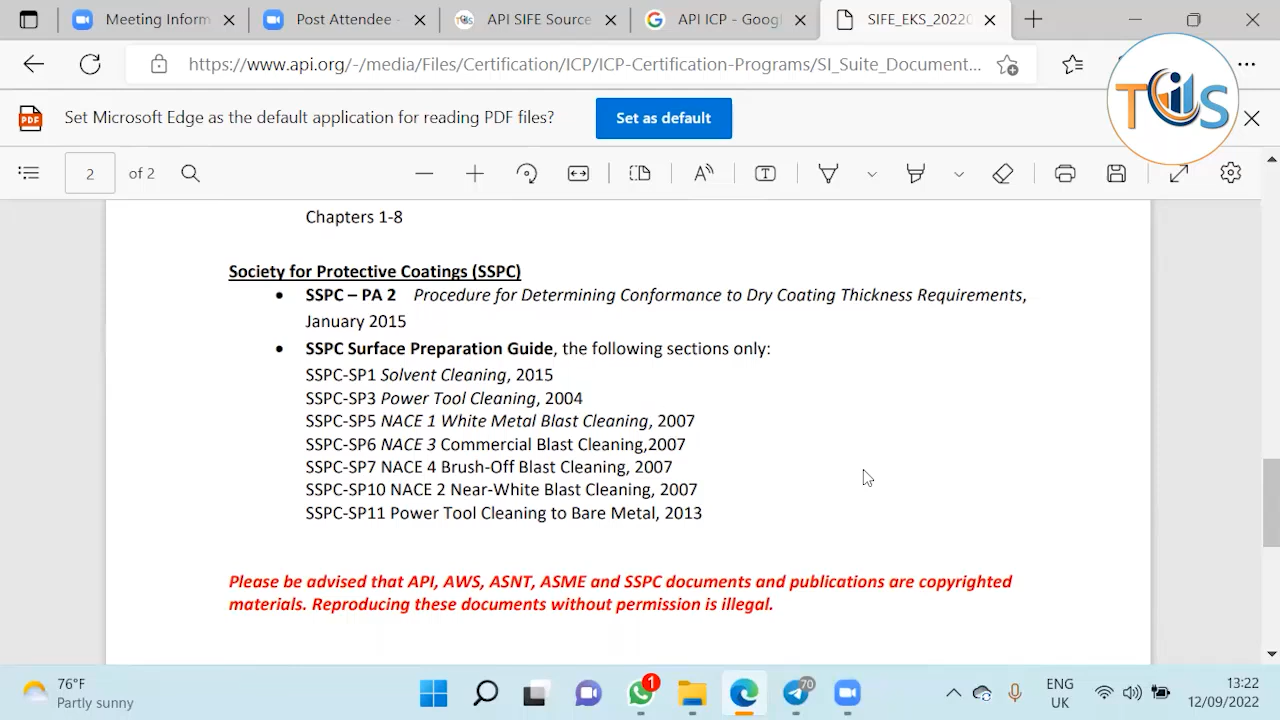 Meeting Inform
Post Attendee -
API SIFE Source
API ICP - Googl
SIFE_EKS_2022
https://www.api.org/-/media/Files/Certification/ICP/ICP-Certification-Programs/SI_Suite_Document...
Set Microsoft Edge as the default application for reading PDF files?
Set as default
TCIS
2 of 2
Chapters 1-8
Society for Protective Coatings (SSPC)
• SSPC – PA 2 Procedure for Determining Conformance to Dry Coating Thickness Requirements,
January 2015
• SSPC Surface Preparation Guide, the following sections only:
SSPC-SP1 Solvent Cleaning, 2015
SSPC-SP3 Power Tool Cleaning, 2004
SSPC-SP5 NACE 1 White Metal Blast Cleaning, 2007
SSPC-SP6 NACE 3 Commercial Blast Cleaning,2007
SSPC-SP7 NACE 4 Brush-Off Blast Cleaning, 2007
SSPC-SP10 NACE 2 Near-White Blast Cleaning, 2007
SSPC-SP11 Power Tool Cleaning to Bare Metal, 2013
Please be advised that API, AWS, ASNT, ASME and SSPC documents and publications are copyrighted
materials. Reproducing these documents without permission is illegal.
76°F
Partly sunny
1
70
ENG
UK
13:22
12/09/2022